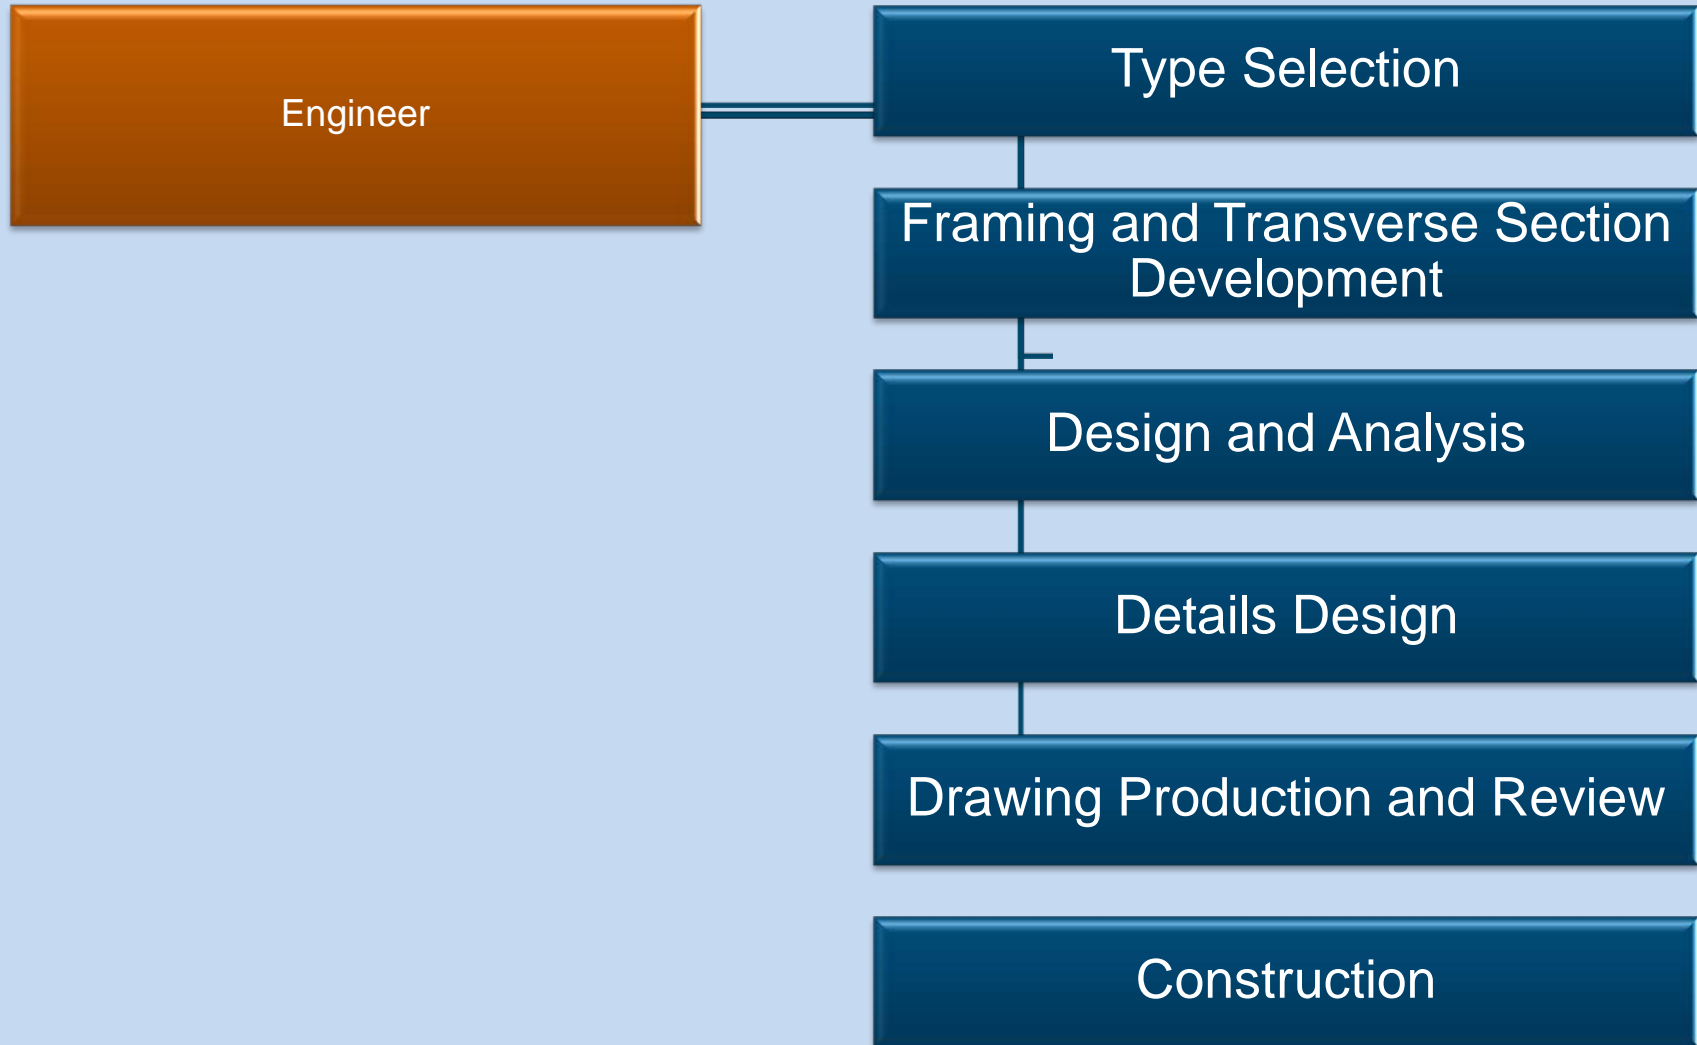 Engineer
Type Selection
Framing and Transverse Section
Development
Design and Analysis
Details Design
Drawing Production and Review
Construction